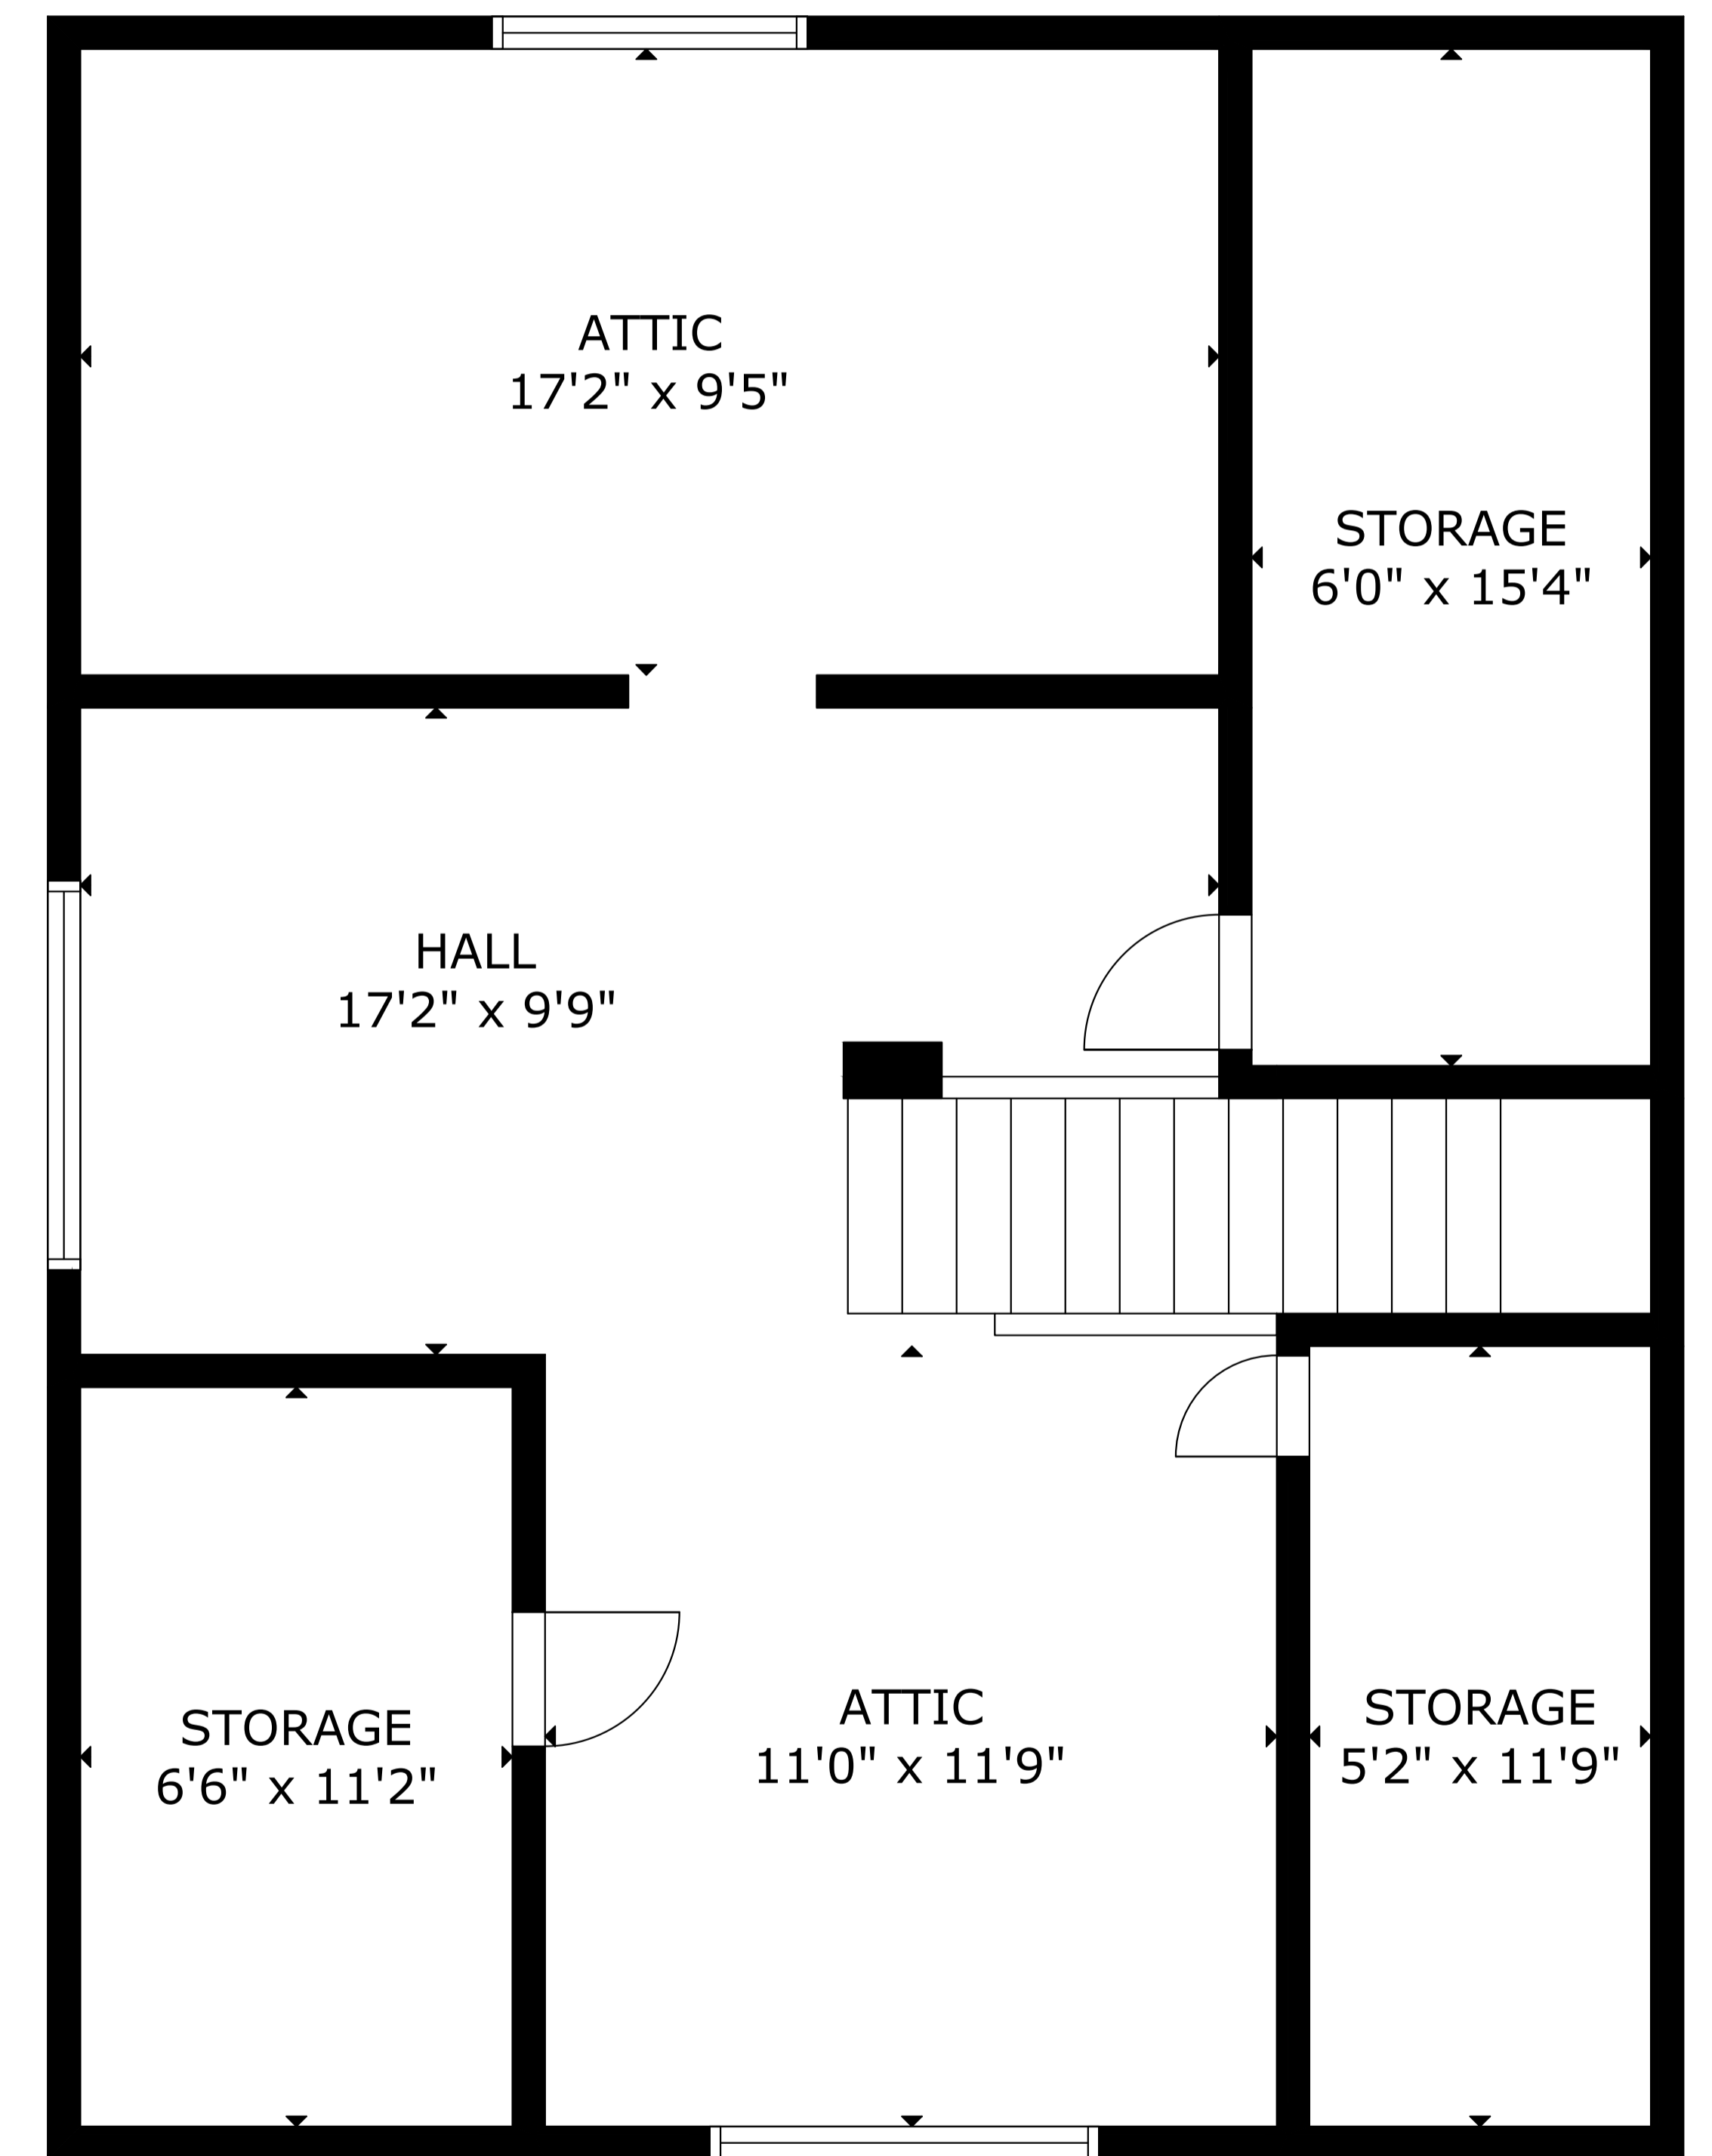 ATTIC
17'2" x 9'5"
STORAGE
6'0" x 15'4"
HALL
17'2" x 9'9"
ATTIC
11'0" x 11'9"
STORAGE
5'2" x 11'9"
STORAGE
6'6" x 11'2"